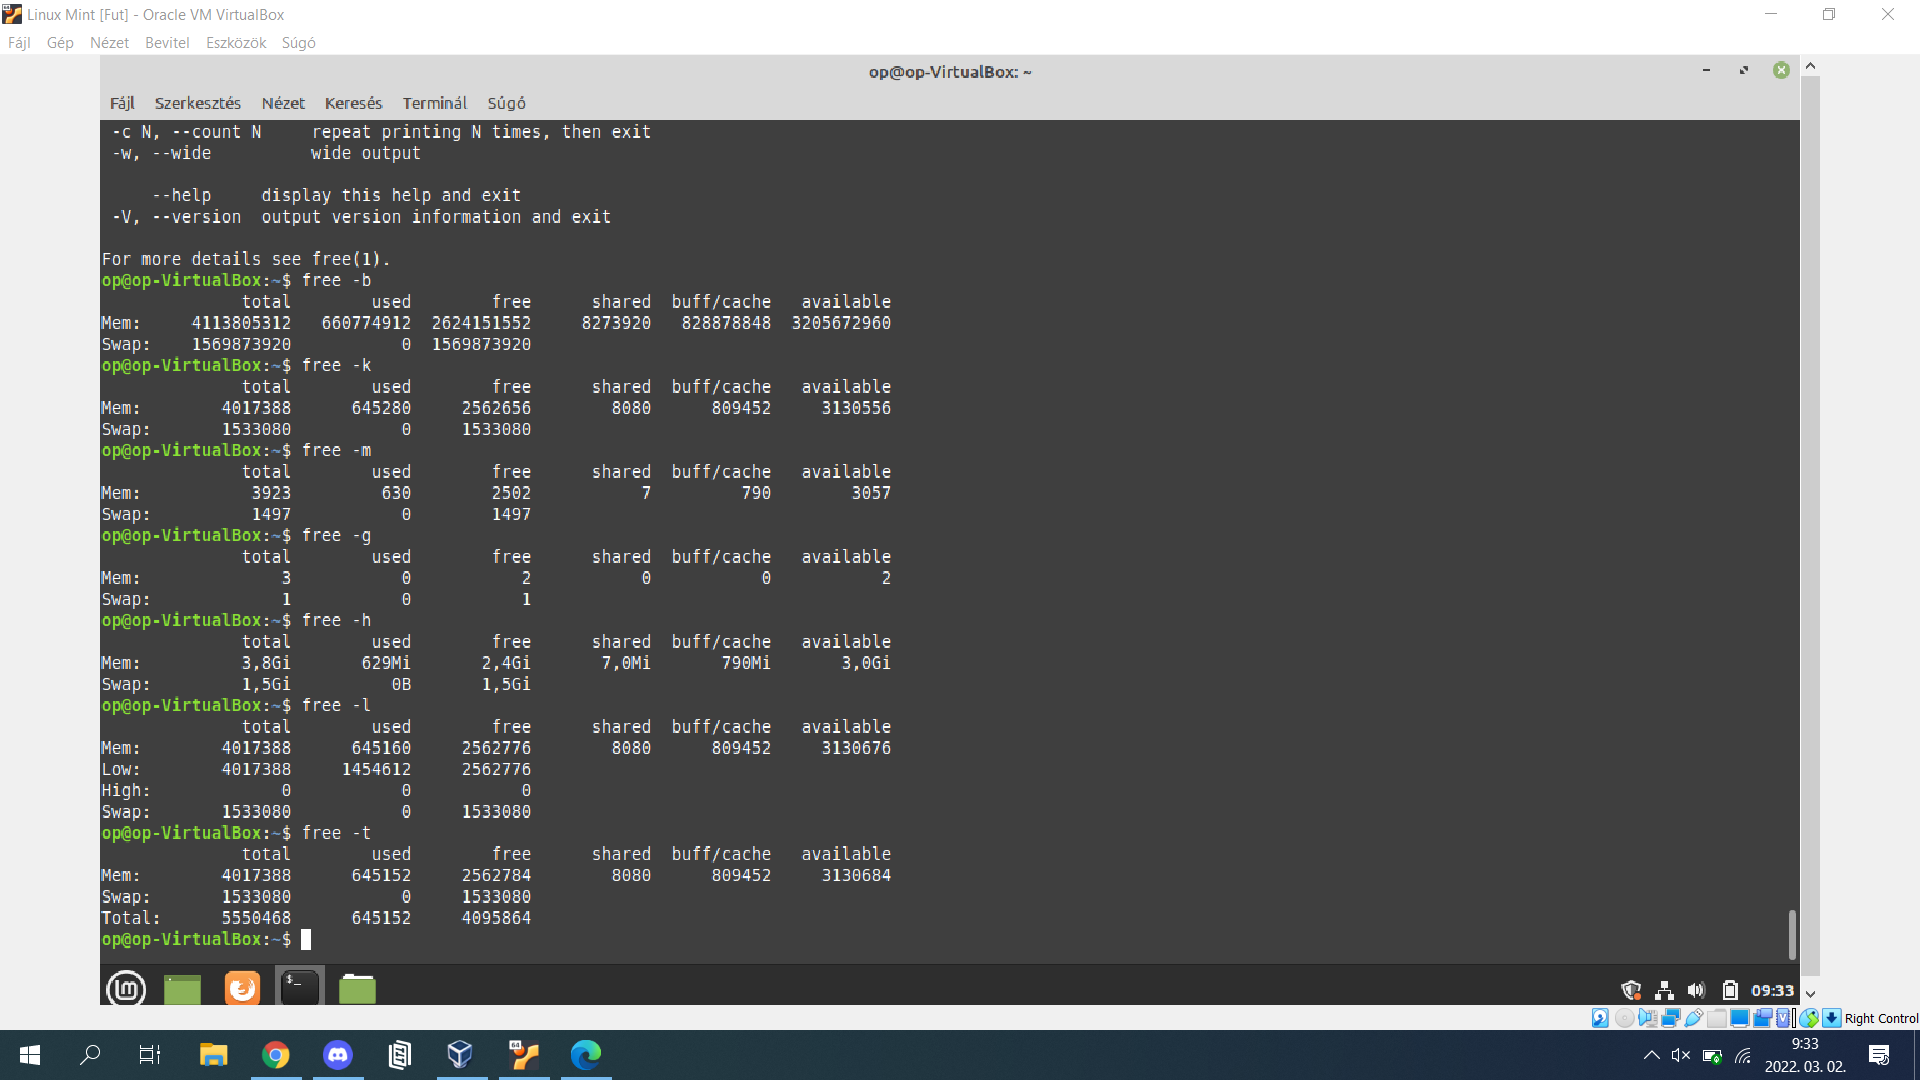 Linux Mint [Fut] - Oracle VM VirtualBox
Fájl Gép Nézet Bevitel Eszközök Súgó
op@op-VirtualBox: ~
Fájl Szerkesztés Nézet Keresés Terminál Súgó
 -c N, --count N     repeat printing N times, then exit
 -w, --wide          wide output

     --help     display this help and exit
 -V, --version  output version information and exit

For more details see free(1).
op@op-VirtualBox:~$ free -b
              total        used        free      shared  buff/cache   available
Mem:     4113805312   660774912  2624151552     8273920   828878848  3205672960
Swap:    1569873920           0  1569873920
op@op-VirtualBox:~$ free -k
              total        used        free      shared  buff/cache   available
Mem:        4017388      645280     2562656        8080      809452     3130556
Swap:       1533080           0     1533080
op@op-VirtualBox:~$ free -m
              total        used        free      shared  buff/cache   available
Mem:           3923         630        2502           7         790        3057
Swap:          1497           0        1497
op@op-VirtualBox:~$ free -g
              total        used        free      shared  buff/cache   available
Mem:              3           0           2           0           0           2
Swap:             1           0           1
op@op-VirtualBox:~$ free -h
              total        used        free      shared  buff/cache   available
Mem:          3,8Gi       629Mi       2,4Gi       7,0Mi       790Mi       3,0Gi
Swap:         1,5Gi          0B       1,5Gi
op@op-VirtualBox:~$ free -l
              total        used        free      shared  buff/cache   available
Mem:        4017388      645160     2562776        8080      809452     3130676
Low:        4017388     1454612     2562776
High:             0           0           0
Swap:       1533080           0     1533080
op@op-VirtualBox:~$ free -t
              total        used        free      shared  buff/cache   available
Mem:        4017388      645152     2562784        8080      809452     3130684
Swap:       1533080           0     1533080
Total:      5550468      645152     4095864
op@op-VirtualBox:~$
09:33
Right Control
9:33
2022. 03. 02.